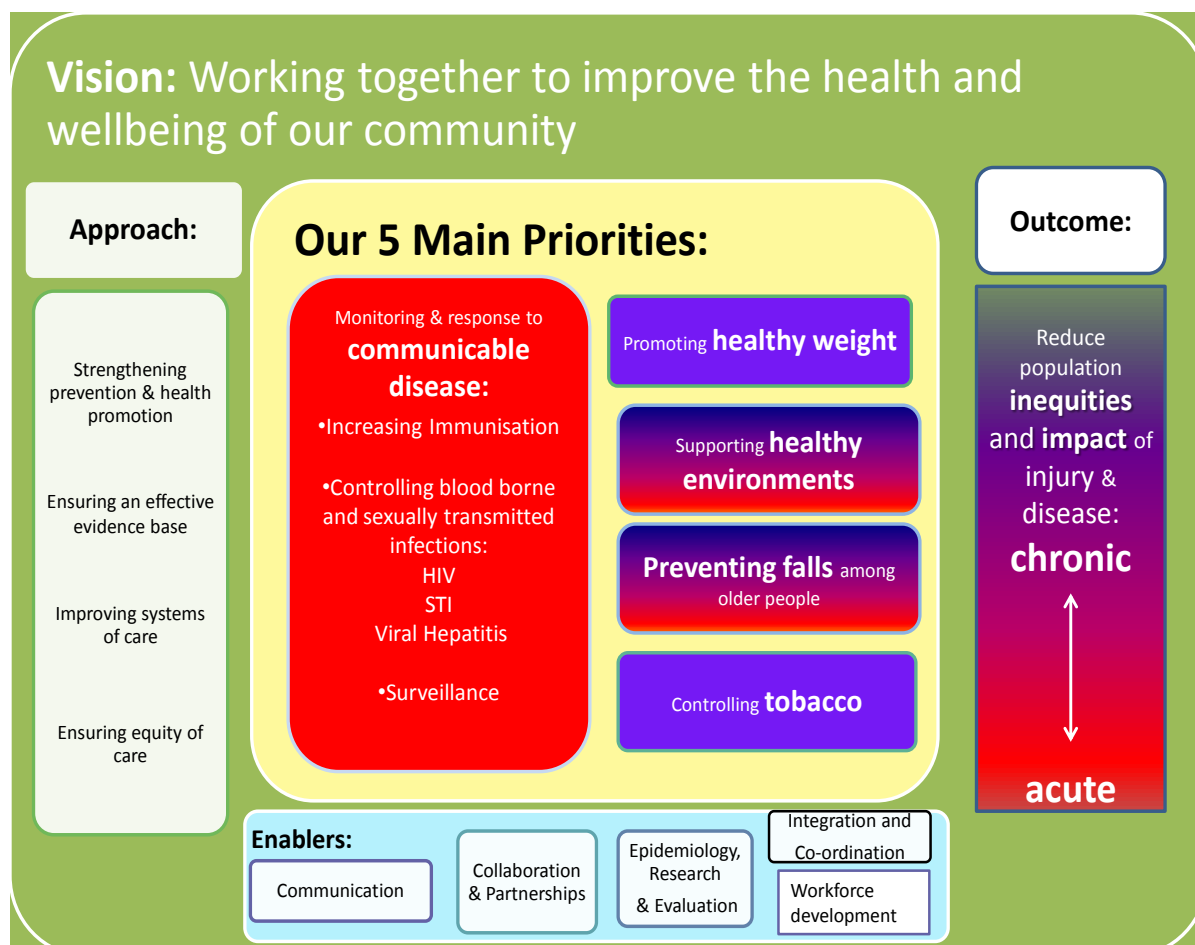 Vision: Working together to improve the health and
wellbeing of our community
Approach:
Strengthening
prevention & health
promotion
Ensuring an effective
evidence base
Improving systems
of care
Ensuring equity of
care
Our 5 Main Priorities:
Monitoring & response to
communicable
disease:
•Increasing Immunisation
•Controlling blood borne
and sexually transmitted
infections:
HIV
STI
Viral Hepatitis
•Surveillance
Promoting healthy weight
Supporting healthy
environments
Preventing falls among
older people
Controlling tobacco
Outcome:
Reduce
population
inequities
and impact of
injury &
disease:
chronic
acute
Enablers:
Communication
Collaboration
& Partnerships
Epidemiology,
Research
& Evaluation
Integration and
Co-ordination
Workforce
development